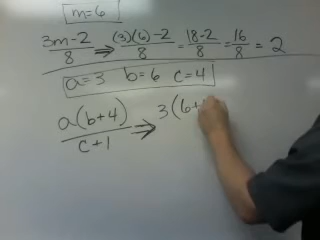 m=6
3m-2/8 ⇒ (3)(6)-2/8 = 18-2/8 = 16/8 = 2
a=3 b=6 c=4
a(b+4)/c+1 ⇒ 3(6+